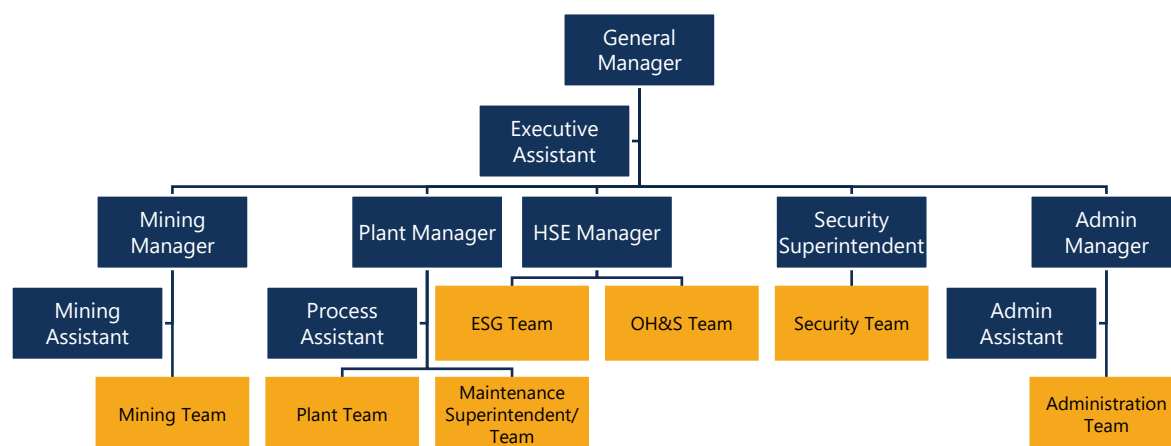 General
Manager
Executive
Assistant
Mining
Manager
Plant Manager
HSE Manager
Security
Superintendent
Admin
Manager
Mining
Assistant
Process
Assistant
ESG Team
OH&S Team
Security Team
Admin
Assistant
Mining Team
Plant Team
Maintenance
Superintendent/
Team
Administration
Team